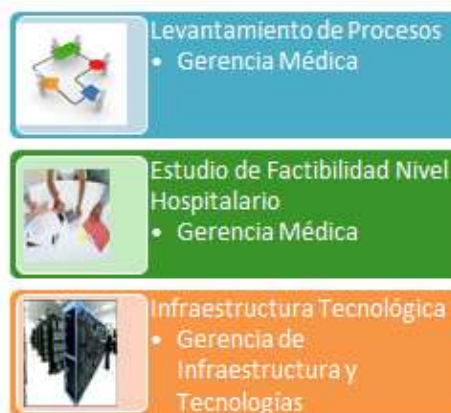 Levantamiento de Procesos
• Gerencia Médica
Estudio de Factibilidad Nivel
Hospitalario
• Gerencia Médica
Infraestructura Tecnológica
• Gerencia de
Infraestructura y
Tecnologías